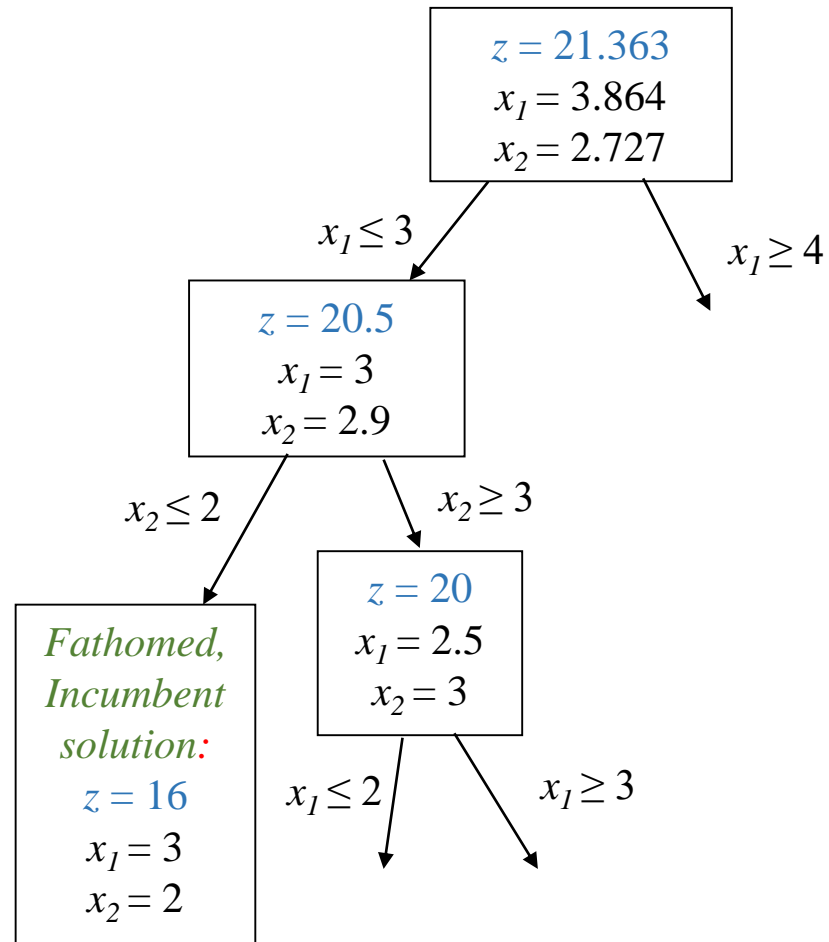 z = 21.363
x₁ = 3.864
x₂ = 2.727
x₁ ≤ 3
x₁ ≥ 4
z = 20.5
x₁ = 3
x₂ = 2.9
x₂ ≤ 2
x₂ ≥ 3
z = 20
x₁ = 2.5
x₂ = 3
Fathomed,
Incumbent
solution:
z = 16
x₁ = 3
x₂ = 2
x₁ ≤ 2
x₁ ≥ 3